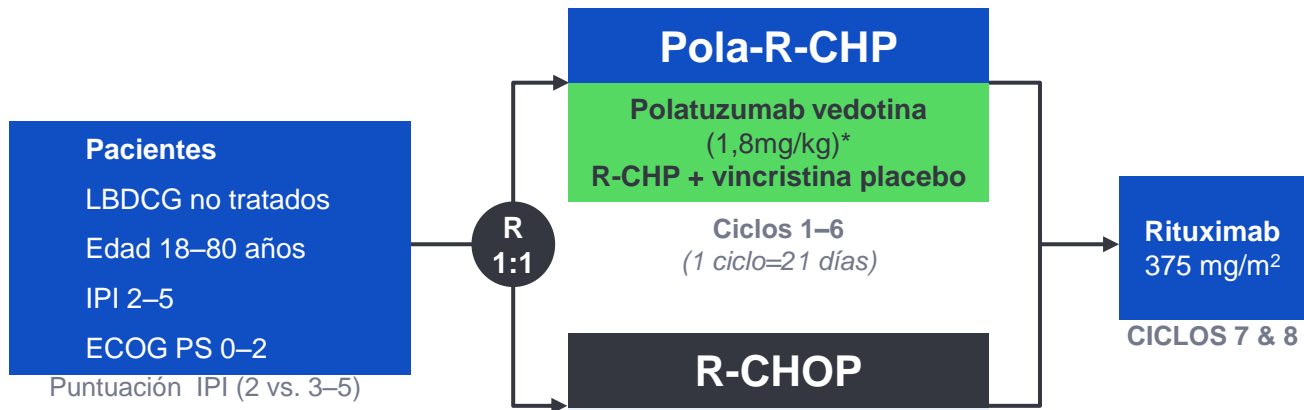 Pacientes
LBDCG no tratados
Edad 18–80 años
IPI 2–5
ECOG PS 0–2
Puntuación IPI (2 vs. 3–5)
R
1:1
Pola-R-CHP
Polatuzumab vedotina
(1,8mg/kg)*
R-CHP + vincristina placebo
Ciclos 1–6
(1 ciclo=21 días)
R-CHOP
Rituximab
375 mg/m²
CICLOS 7 & 8